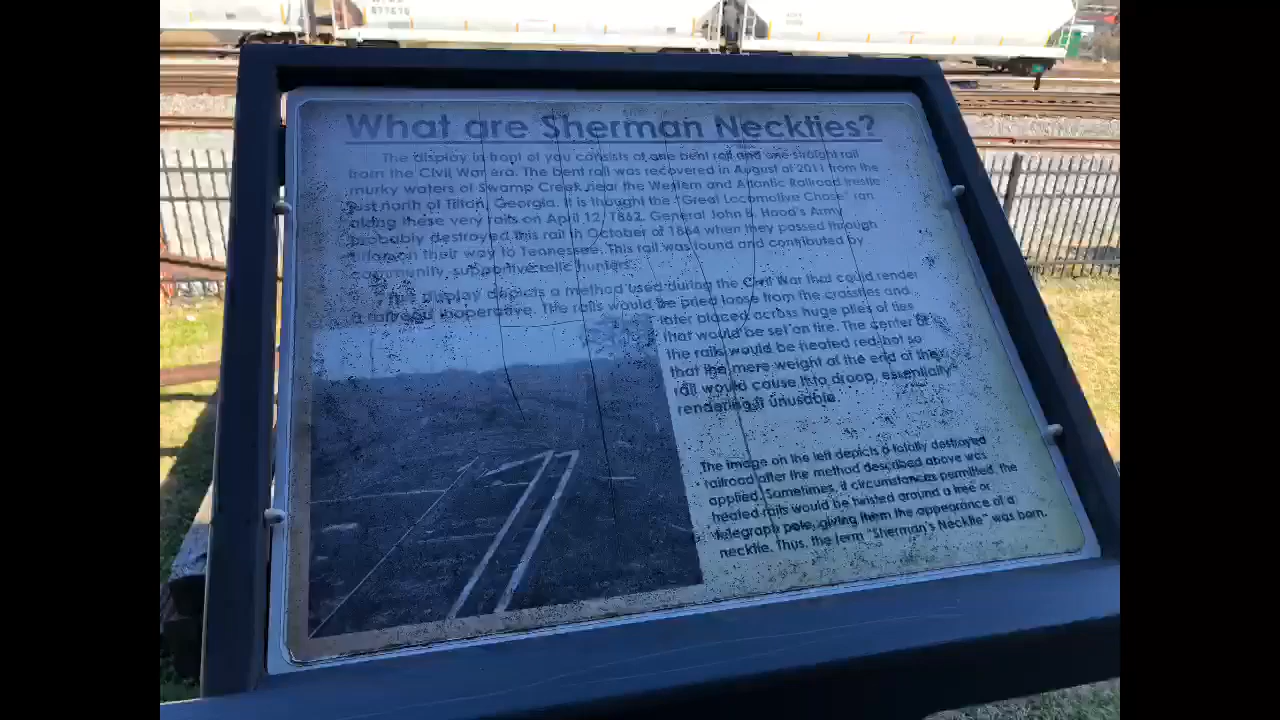 877676
What are Sherman Neckties?
The display in front of you consists of one bent rail and one straight rail
from the Civil War era. The bent rail was recovered in August of 2011 from the
murky waters of Swamp Creek near the Western and Atlantic Railroad trestle
just north of Tilton, Georgia. It is thought the "Great Locomotive Chase" ran
along these very rails on April 12, 1862. General John B. Hood's Army
probably destroyed this rail in October of 1864 when they passed through
Tilton on their way to Tennessee. This rail was found and contributed by
community, supportive relic hunters.
This display depicts a method used during the Civil War that could render
a railroad inoperative. The rails would be pried loose from the crossties and
later placed across huge piles of ties
that would be set on fire. The center of
the rails would be heated red-hot so
that the mere weight of the end of the
rail would cause it to droop, essentially
rendering it unusable.
The image on the left depicts a totally destroyed
railroad after the method described above was
applied. Sometimes, if circumstances permitted, the
heated rails would be twisted around a tree or
telegraph pole, giving them the appearance of a
necktie. Thus, the term "Sherman's Necktie" was born.